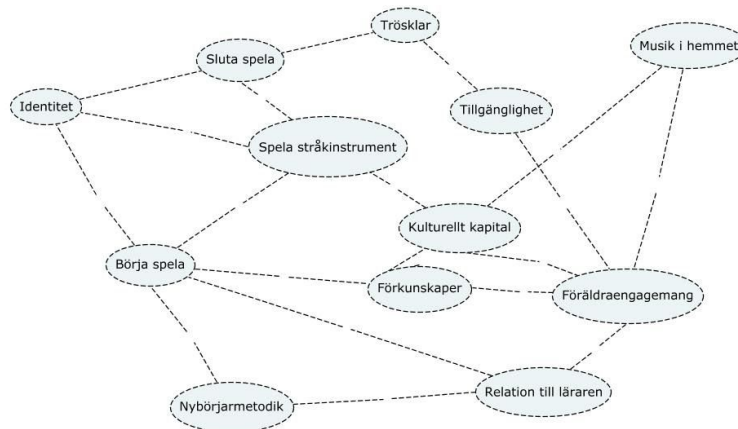 Trösklar
Musik i hemmet
Sluta spela
Identitet
Tillgänglighet
Spela stråkinstrument
Kulturellt kapital
Börja spela
Förkunskaper
Föräldraengagemang
Relation till läraren
Nybörjarmetodik